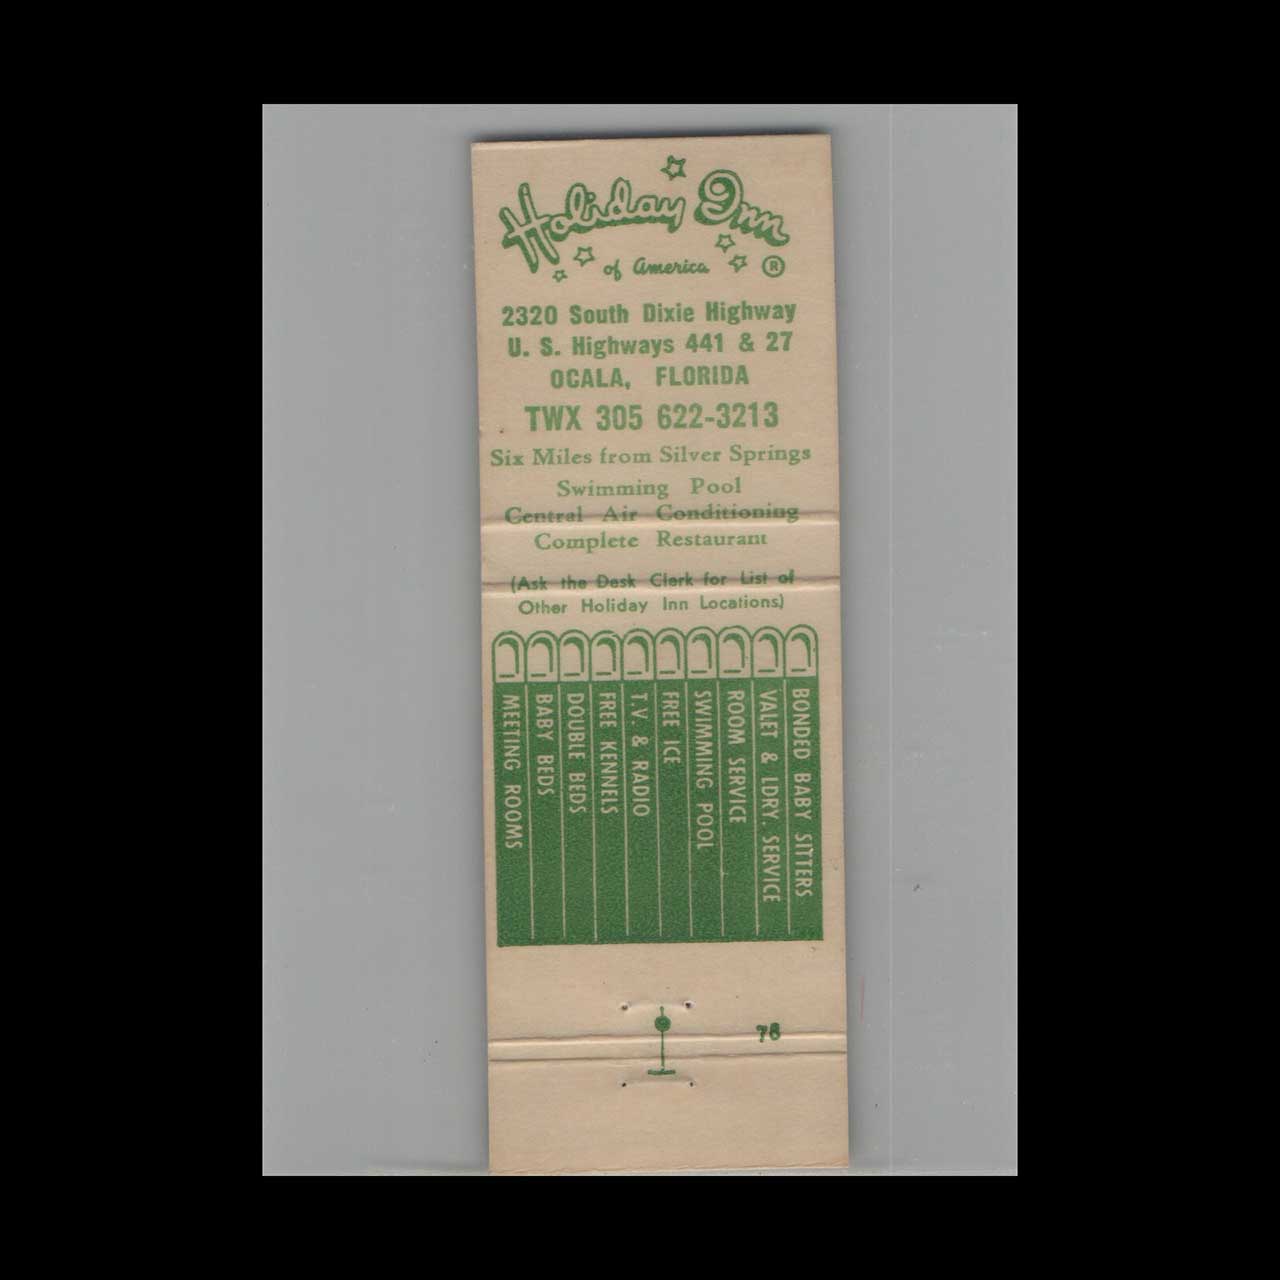 Holiday Inn
of America ®
2320 South Dixie Highway
U. S. Highways 441 & 27
OCALA, FLORIDA
TWX 305 622-3213
Six Miles from Silver Springs
Swimming Pool
Central Air Conditioning
Complete Restaurant
(Ask the Desk Clerk for List of
Other Holiday Inn Locations)
BONDED BABY SITTERS
VALET & LDRY. SERVICE
ROOM SERVICE
SWIMMING POOL
FREE ICE
T.V. & RADIO
FREE KENNELS
DOUBLE BEDS
BABY BEDS
MEETING ROOMS
76